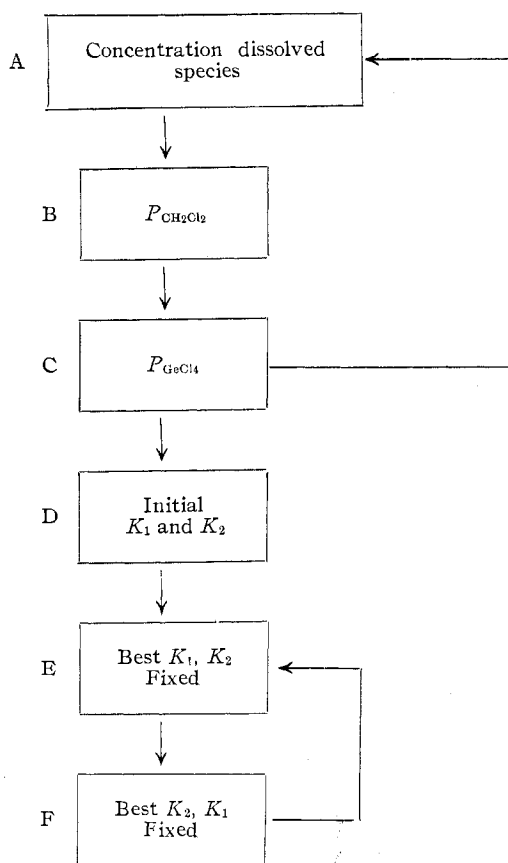 A
Concentration dissolved
species
B
P_CH₂Cl₂
C
P_GeCl₄
D
Initial
K₁ and K₂
E
Best K₁, K₂
Fixed
F
Best K₂, K₁
Fixed